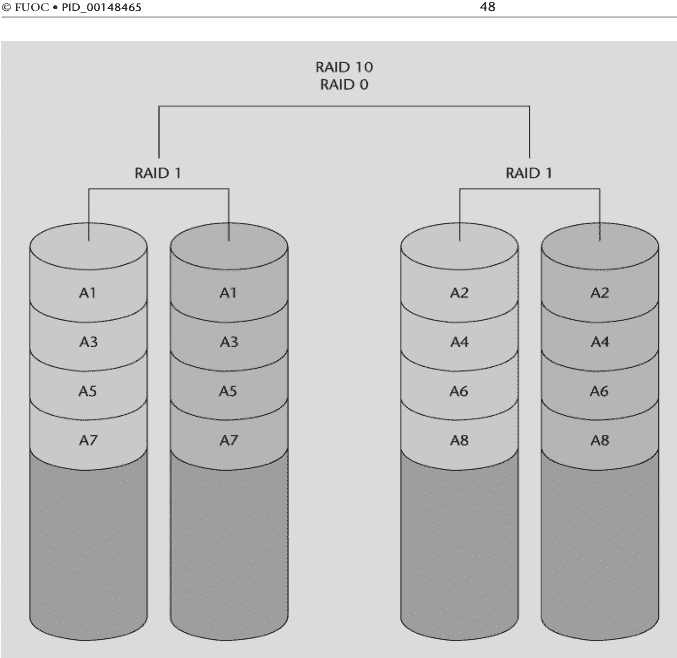 © FUOC • PID_00148465 48
RAID 10
RAID 0
RAID 1 RAID 1
A1 A1 A2 A2
A3 A3 A4 A4
A5 A5 A6 A6
A7 A7 A8 A8